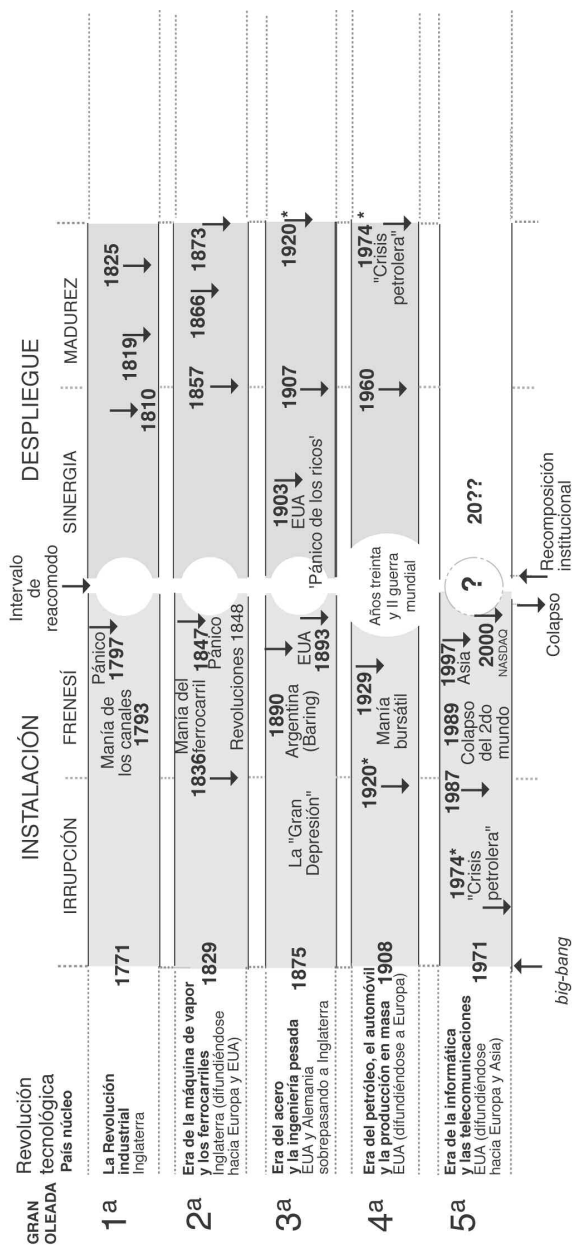 GRAN
OLEADA
Revolución
tecnológica
País núcleo
INSTALACIÓN
DESPLIEGUE
IRRUPCIÓN
FRENESÍ
Intervalo
de
reacomodo
SINERGIA
MADUREZ
1ª
La Revolución
industrial
Inglaterra
1771
Manía de
los canales
1793
Pánico
1797
1810
1819
1825
2ª
Era de la máquina de vapor
y los ferrocarriles
Inglaterra (difundiéndose
hacia Europa y EUA)
1829
1836
Manía del
ferrocarril
1847
Pánico
Revoluciones 1848
1857
1866
1873
3ª
Era del acero
y la ingeniería pesada
EUA y Alemania
sobrepasando a Inglaterra
1875
La "Gran
Depresión"
1890
Argentina
(Baring)
EUA
1893
1903
EUA
'Pánico de los ricos'
1907
1920*
4ª
Era del petróleo, el automóvil
y la producción en masa
EUA (difundiéndose a Europa)
1908
1920*
1929
Manía
bursátil
Años treinta
y II guerra
mundial
1960
1974*
"Crisis
petrolera"
5ª
Era de la informática
y las telecomunicaciones
EUA (difundiéndose
hacia Europa y Asia)
1971
1974*
"Crisis
petrolera"
1987
1989
Colapso
del 2do
mundo
1997
Asia
2000
NASDAQ
?
20??
big-bang
Colapso
Recomposición
institucional